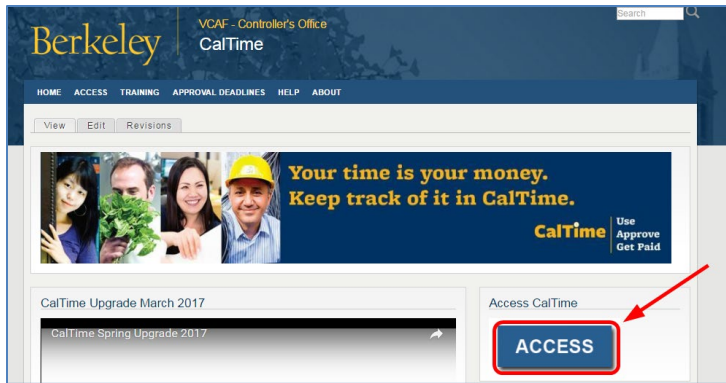 Search
Berkeley
VCAF - Controller's Office
CalTime
HOME ACCESS TRAINING APPROVAL DEADLINES HELP ABOUT
View Edit Revisions
Your time is your money.
Keep track of it in CalTime.
CalTime
Use
Approve
Get Paid
CalTime Upgrade March 2017
CalTime Spring Upgrade 2017
Access CalTime
ACCESS